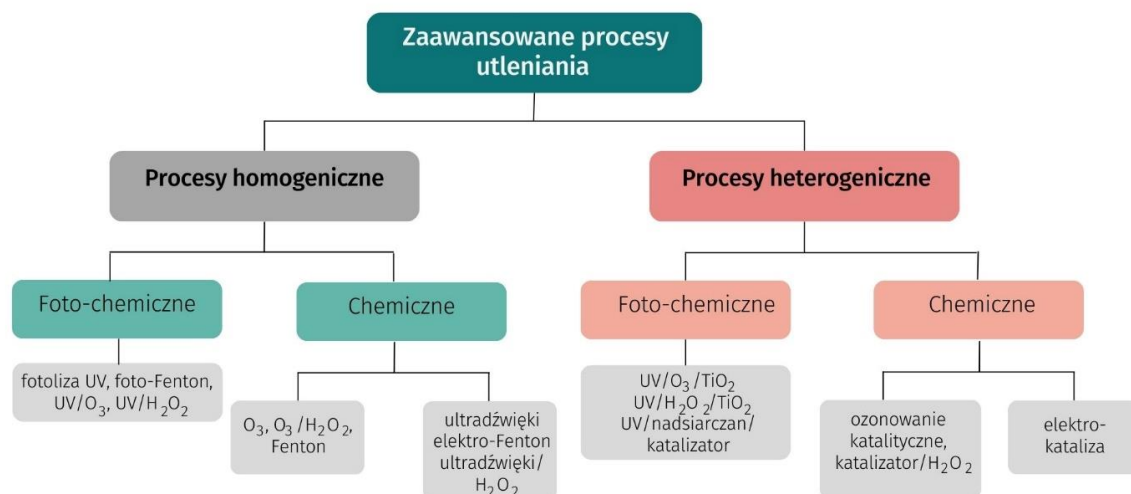 Zaawansowane procesy
utleniania
Procesy homogeniczne
Procesy heterogeniczne
Foto-chemiczne
Chemiczne
Foto-chemiczne
Chemiczne
fotoliza UV, foto-Fenton,
UV/O₃, UV/H₂O₂
O₃, O₃/H₂O₂,
Fenton
ultradźwięki
elektro-Fenton
ultradźwięki/
H₂O₂
UV/O₃/TiO₂
UV/H₂O₂/TiO₂
UV/nadsiarczan/
katalizator
ozonowanie
katalityczne,
katalizator/H₂O₂
elektro-
kataliza